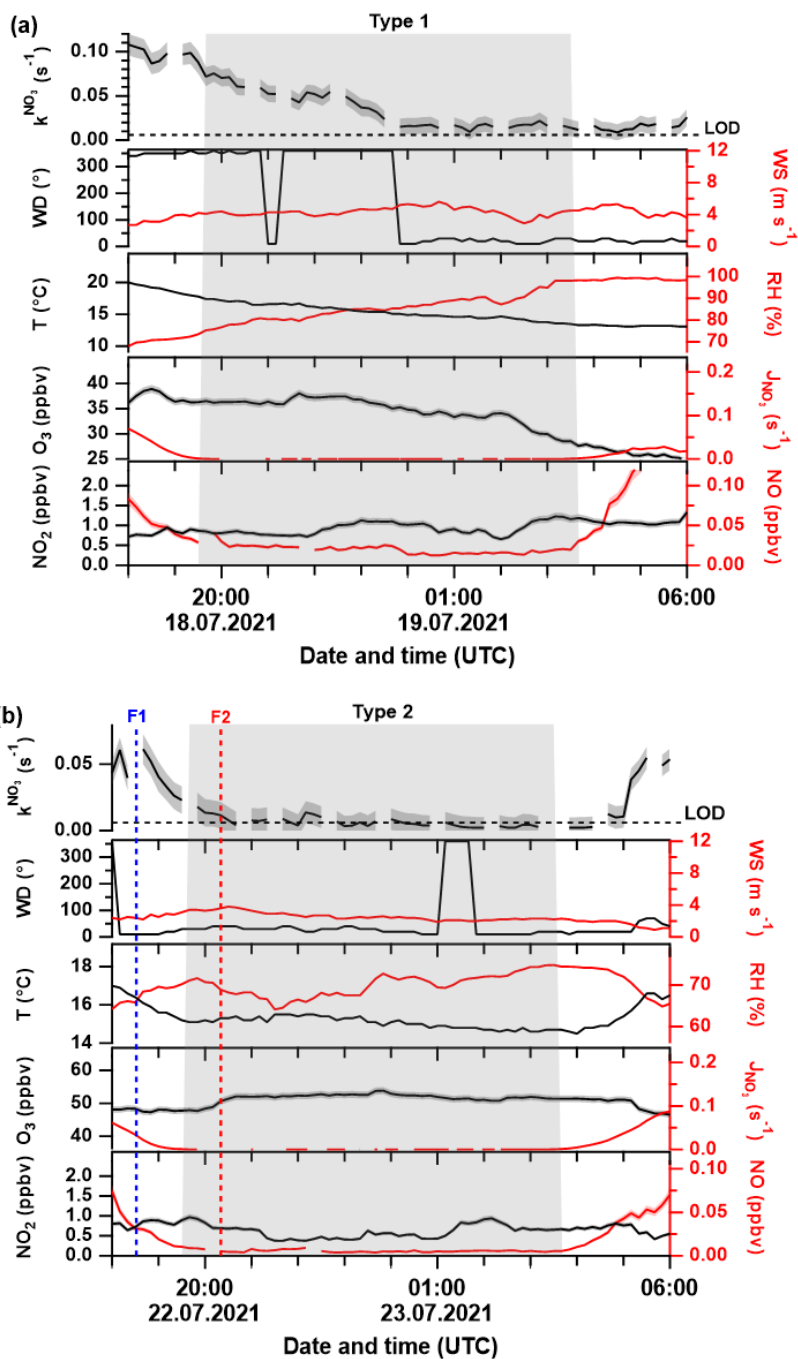 (a)
Type 1
k^NO₃ (s⁻¹)
0.10
0.05
0.00
LOD
WD (°)
300
200
100
0
12
8
4
0
WS (m s⁻¹)
T (°C)
20
15
10
100
90
80
70
RH (%)
O₃ (ppbv)
40
35
30
25
0.2
0.1
0.0
J_NO₃ (s⁻¹)
NO₂ (ppbv)
2.0
1.5
1.0
0.5
0.0
0.10
0.05
0.00
NO (ppbv)
20:00
01:00
06:00
18.07.2021
19.07.2021
Date and time (UTC)
(b)
F1
F2
Type 2
k^NO₃ (s⁻¹)
0.05
0.00
LOD
WD (°)
300
200
100
0
12
8
4
0
WS (m s⁻¹)
T (°C)
18
16
14
70
60
RH (%)
O₃ (ppbv)
60
50
40
0.2
0.1
0.0
J_NO₃ (s⁻¹)
NO₂ (ppbv)
2.0
1.5
1.0
0.5
0.0
0.10
0.05
0.00
NO (ppbv)
20:00
01:00
06:00
22.07.2021
23.07.2021
Date and time (UTC)